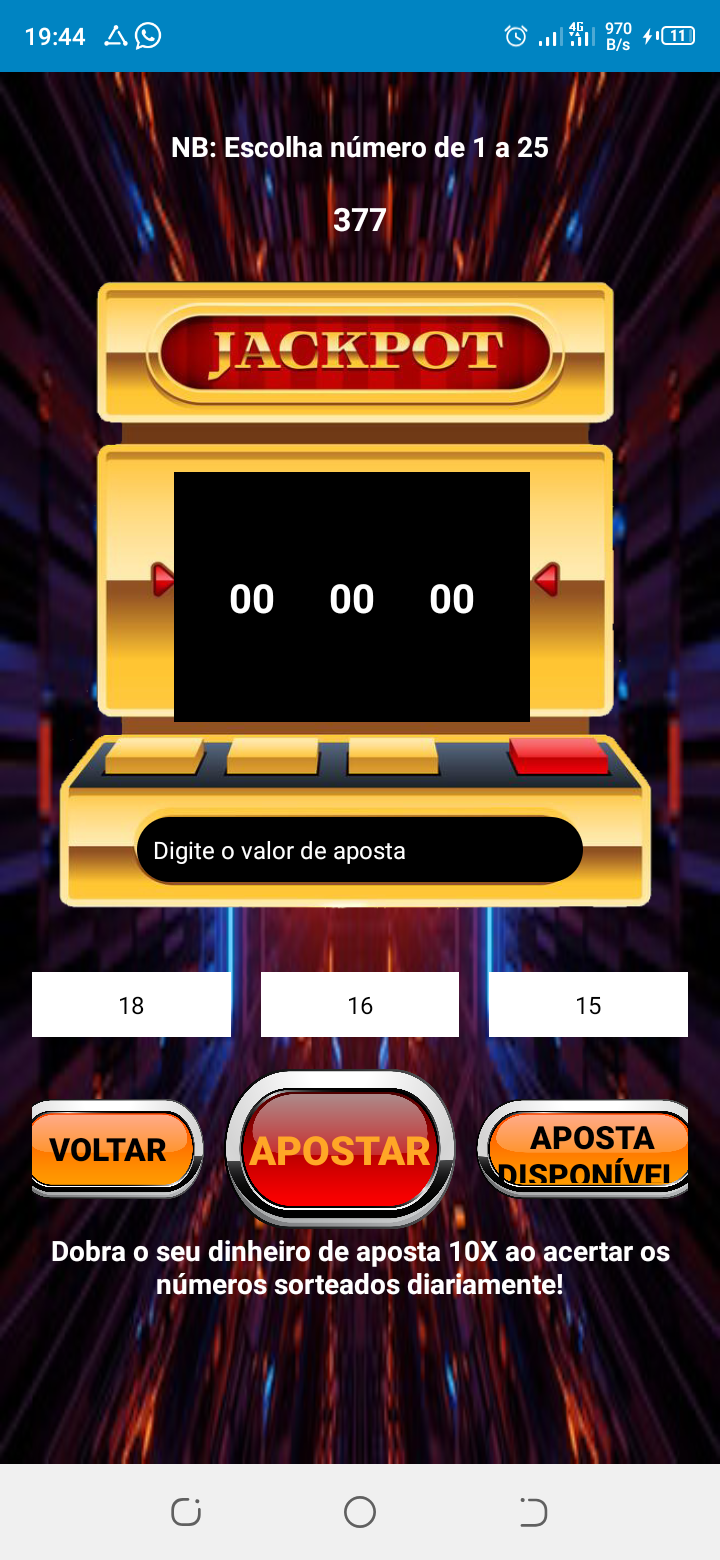 19:44
4G
970
B/s
11
NB: Escolha número de 1 a 25
377
JACKPOT
00 00 00
Digite o valor de aposta
18 16 15
VOLTAR
APOSTAR
APOSTA
DISPONÍVEL
Dobra o seu dinheiro de aposta 10X ao acertar os
números sorteados diariamente!